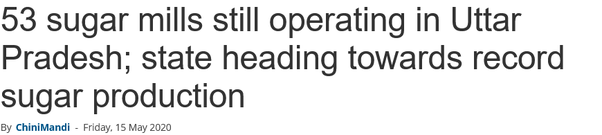 53 sugar mills still operating in Uttar
Pradesh; state heading towards record
sugar production
By ChiniMandi - Friday, 15 May 2020